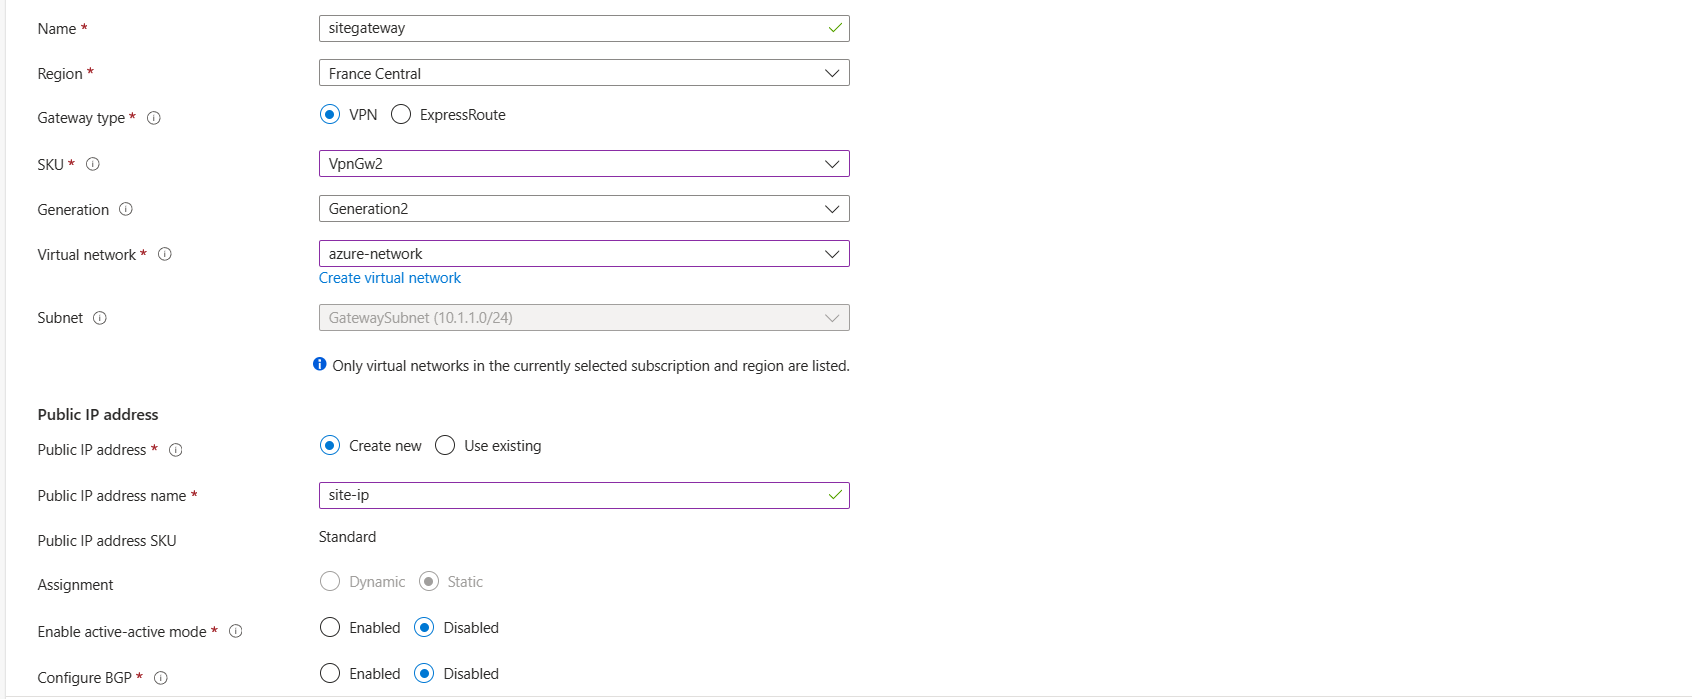 Name *
sitegateway
Region *
France Central
Gateway type *
VPN
ExpressRoute
SKU *
VpnGw2
Generation
Generation2
Virtual network *
azure-network
Create virtual network
Subnet
GatewaySubnet (10.1.1.0/24)
Only virtual networks in the currently selected subscription and region are listed.
Public IP address
Public IP address *
Create new
Use existing
Public IP address name *
site-ip
Public IP address SKU
Standard
Assignment
Dynamic
Static
Enable active-active mode *
Enabled
Disabled
Configure BGP *
Enabled
Disabled